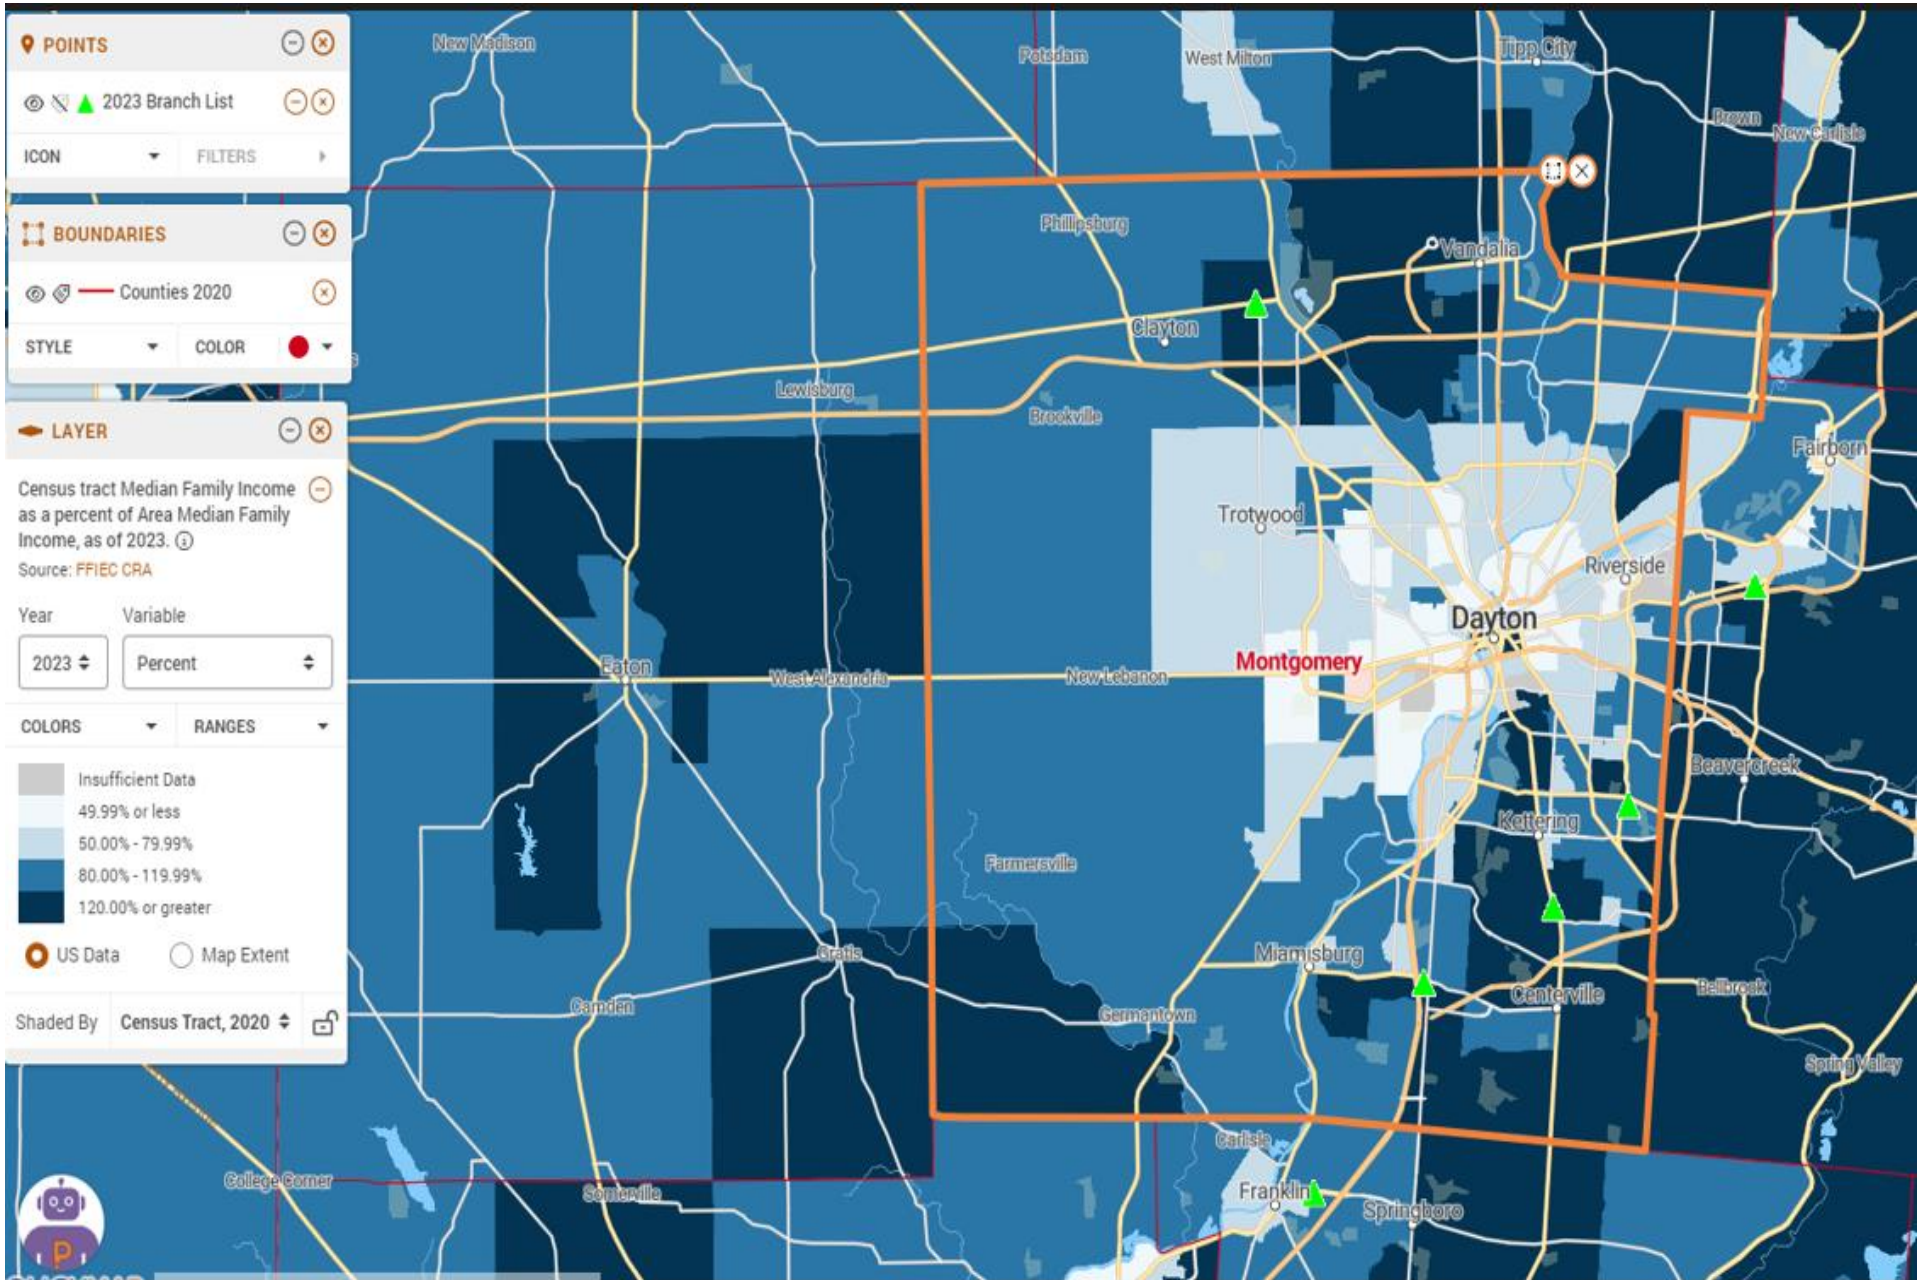 POINTS
2023 Branch List
ICON
FILTERS
BOUNDARIES
Counties 2020
STYLE
COLOR
LAYER
Census tract Median Family Income
as a percent of Area Median Family
Income, as of 2023.
Source: FFIEC CRA
Year
Variable
2023
Percent
COLORS
RANGES
Insufficient Data
49.99% or less
50.00% - 79.99%
80.00% - 119.99%
120.00% or greater
US Data
Map Extent
Shaded By
Census Tract, 2020
P
New Madison
Potsdam
West Milton
Tipp City
Brown
New Carlisle
Phillipsburg
Vandalia
Clayton
Lewisburg
Brookville
Fairborn
Trotwood
Riverside
Dayton
Montgomery
Eaton
West Alexandria
New Lebanon
Beavercreek
Kettering
Farmersville
Miamisburg
Gratis
Centerville
Bellbrook
Camden
Germantown
Spring Valley
Carlisle
College Corner
Somerville
Franklin
Springboro